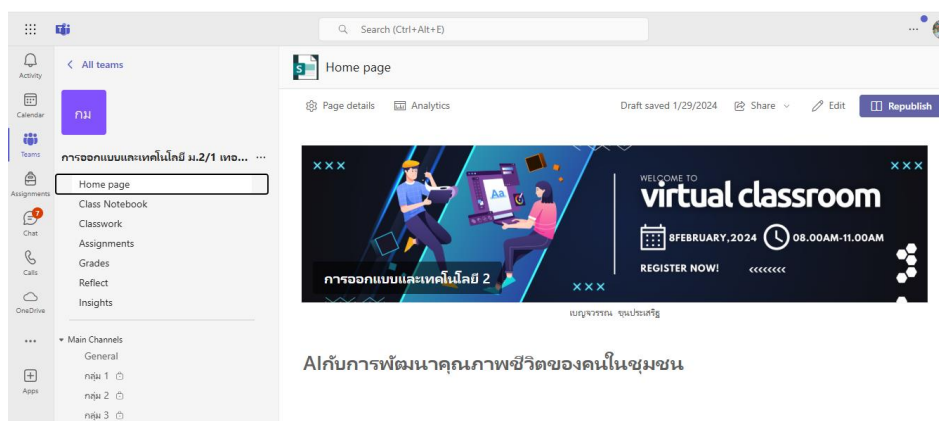 Search (Ctrl+Alt+E)
Activity
Calendar
Teams
Assignments
7
Chat
Calls
OneDrive
Apps
All teams
กม
การออกแบบและเทคโนโลยี ม.2/1 เทอ...
Home page
Class Notebook
Classwork
Assignments
Grades
Reflect
Insights
Main Channels
General
กลุ่ม 1
กลุ่ม 2
กลุ่ม 3
Home page
Page details
Analytics
Draft saved 1/29/2024
Share
Edit
Republish
Aa
WELCOME TO
virtual classroom
8FEBRUARY,2024
08.00AM-11.00AM
REGISTER NOW!
การออกแบบและเทคโนโลยี 2
เบญจวรรณ ขุนประเสริฐ
AIกับการพัฒนาคุณภาพชีวิตของคนในชุมชน